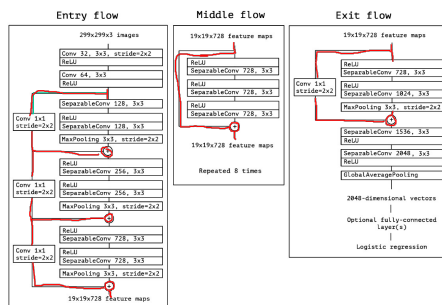 Entry flow
299x299x3 images
Conv 32, 3x3, stride=2x2
ReLU
Conv 64, 3x3
ReLU
SeparableConv 128, 3x3
Conv 1x1
stride=2x2
ReLU
SeparableConv 128, 3x3
MaxPooling 3x3, stride=2x2
+
ReLU
SeparableConv 256, 3x3
Conv 1x1
stride=2x2
ReLU
SeparableConv 256, 3x3
MaxPooling 3x3, stride=2x2
+
ReLU
SeparableConv 728, 3x3
Conv 1x1
stride=2x2
ReLU
SeparableConv 728, 3x3
MaxPooling 3x3, stride=2x2
+
19x19x728 feature maps
Middle flow
19x19x728 feature maps
ReLU
SeparableConv 728, 3x3
ReLU
SeparableConv 728, 3x3
ReLU
SeparableConv 728, 3x3
+
19x19x728 feature maps
Repeated 8 times
Exit flow
19x19x728 feature maps
ReLU
SeparableConv 728, 3x3
Conv 1x1
stride=2x2
ReLU
SeparableConv 1024, 3x3
MaxPooling 3x3, stride=2x2
+
SeparableConv 1536, 3x3
ReLU
SeparableConv 2048, 3x3
ReLU
GlobalAveragePooling
2048-dimensional vectors
Optional fully-connected
layer(s)
Logistic regression